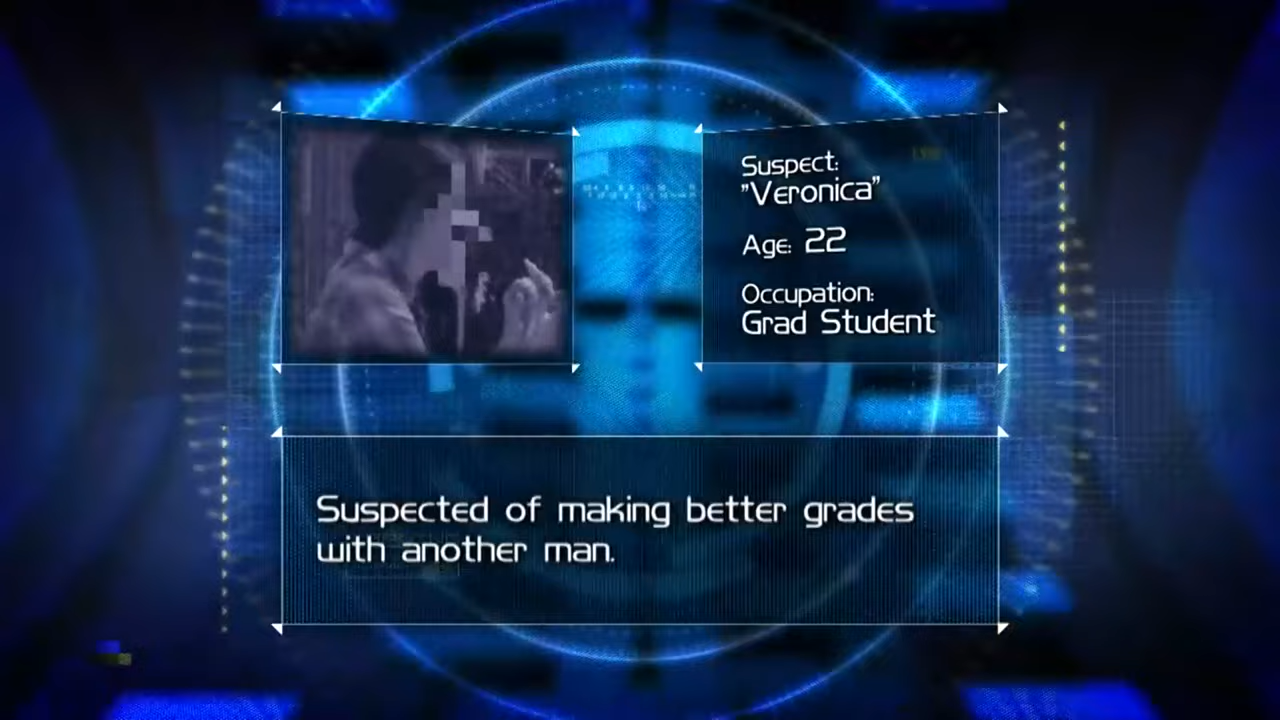 Suspect:
"Veronica"
Age: 22
Occupation:
Grad Student
Suspected of making better grades
with another man.